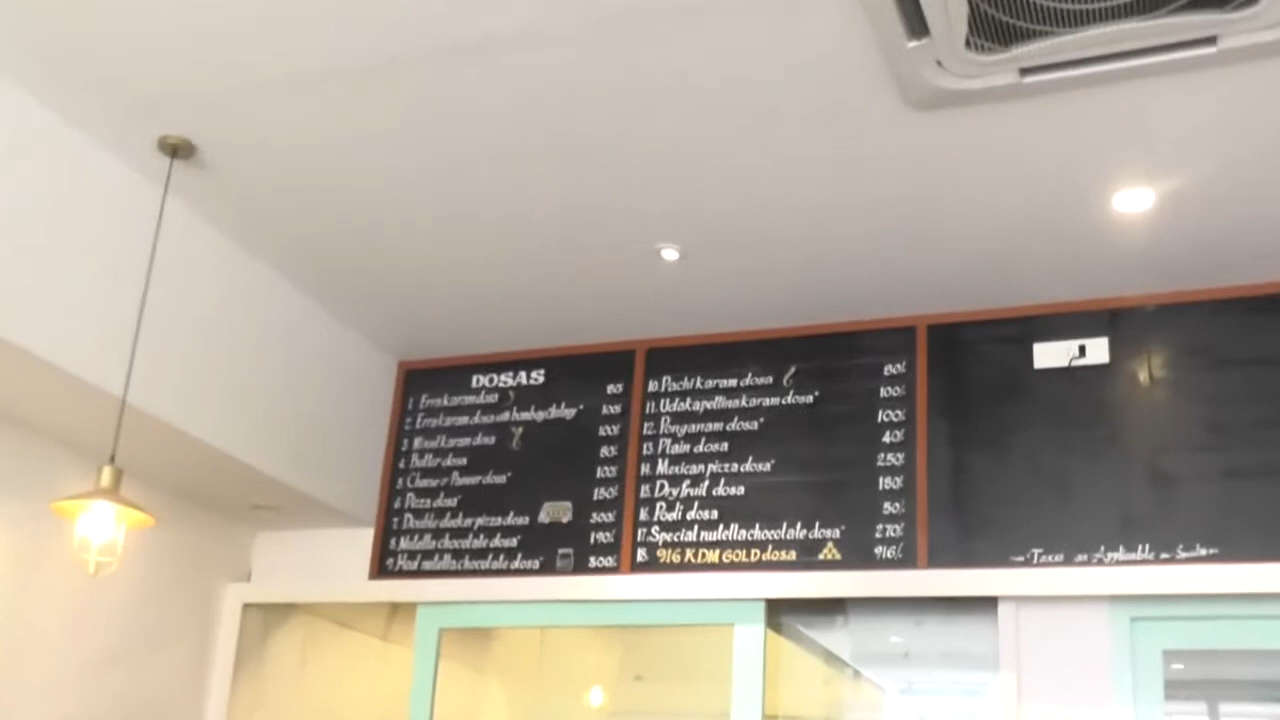 DOSAS
1. Erra karam dosa 80/-
2. Erra karam dosa with bombay chutney* 100/-
3. Mixed karam dosa 100/-
4. Butter dosa 80/-
5. Cheese & Paneer dosa* 100/-
6. Pizza dosa* 150/-
7. Double decker pizza dosa 300/-
8. Nutella chocolate dosa* 190/-
9. Mad nutella chocolate dosa* 300/-
10. Pachi karam dosa 80/-
11. Udakapettina karam dosa* 100/-
12. Ponganam dosa* 100/-
13. Plain dosa 40/-
14. Mexican pizza dosa* 250/-
15. Dry fruit dosa 180/-
16. Podi dosa 50/-
17. Special nutella chocolate dosa* 270/-
18. 916 KDM GOLD dosa 916/-
Taxes as Applicable